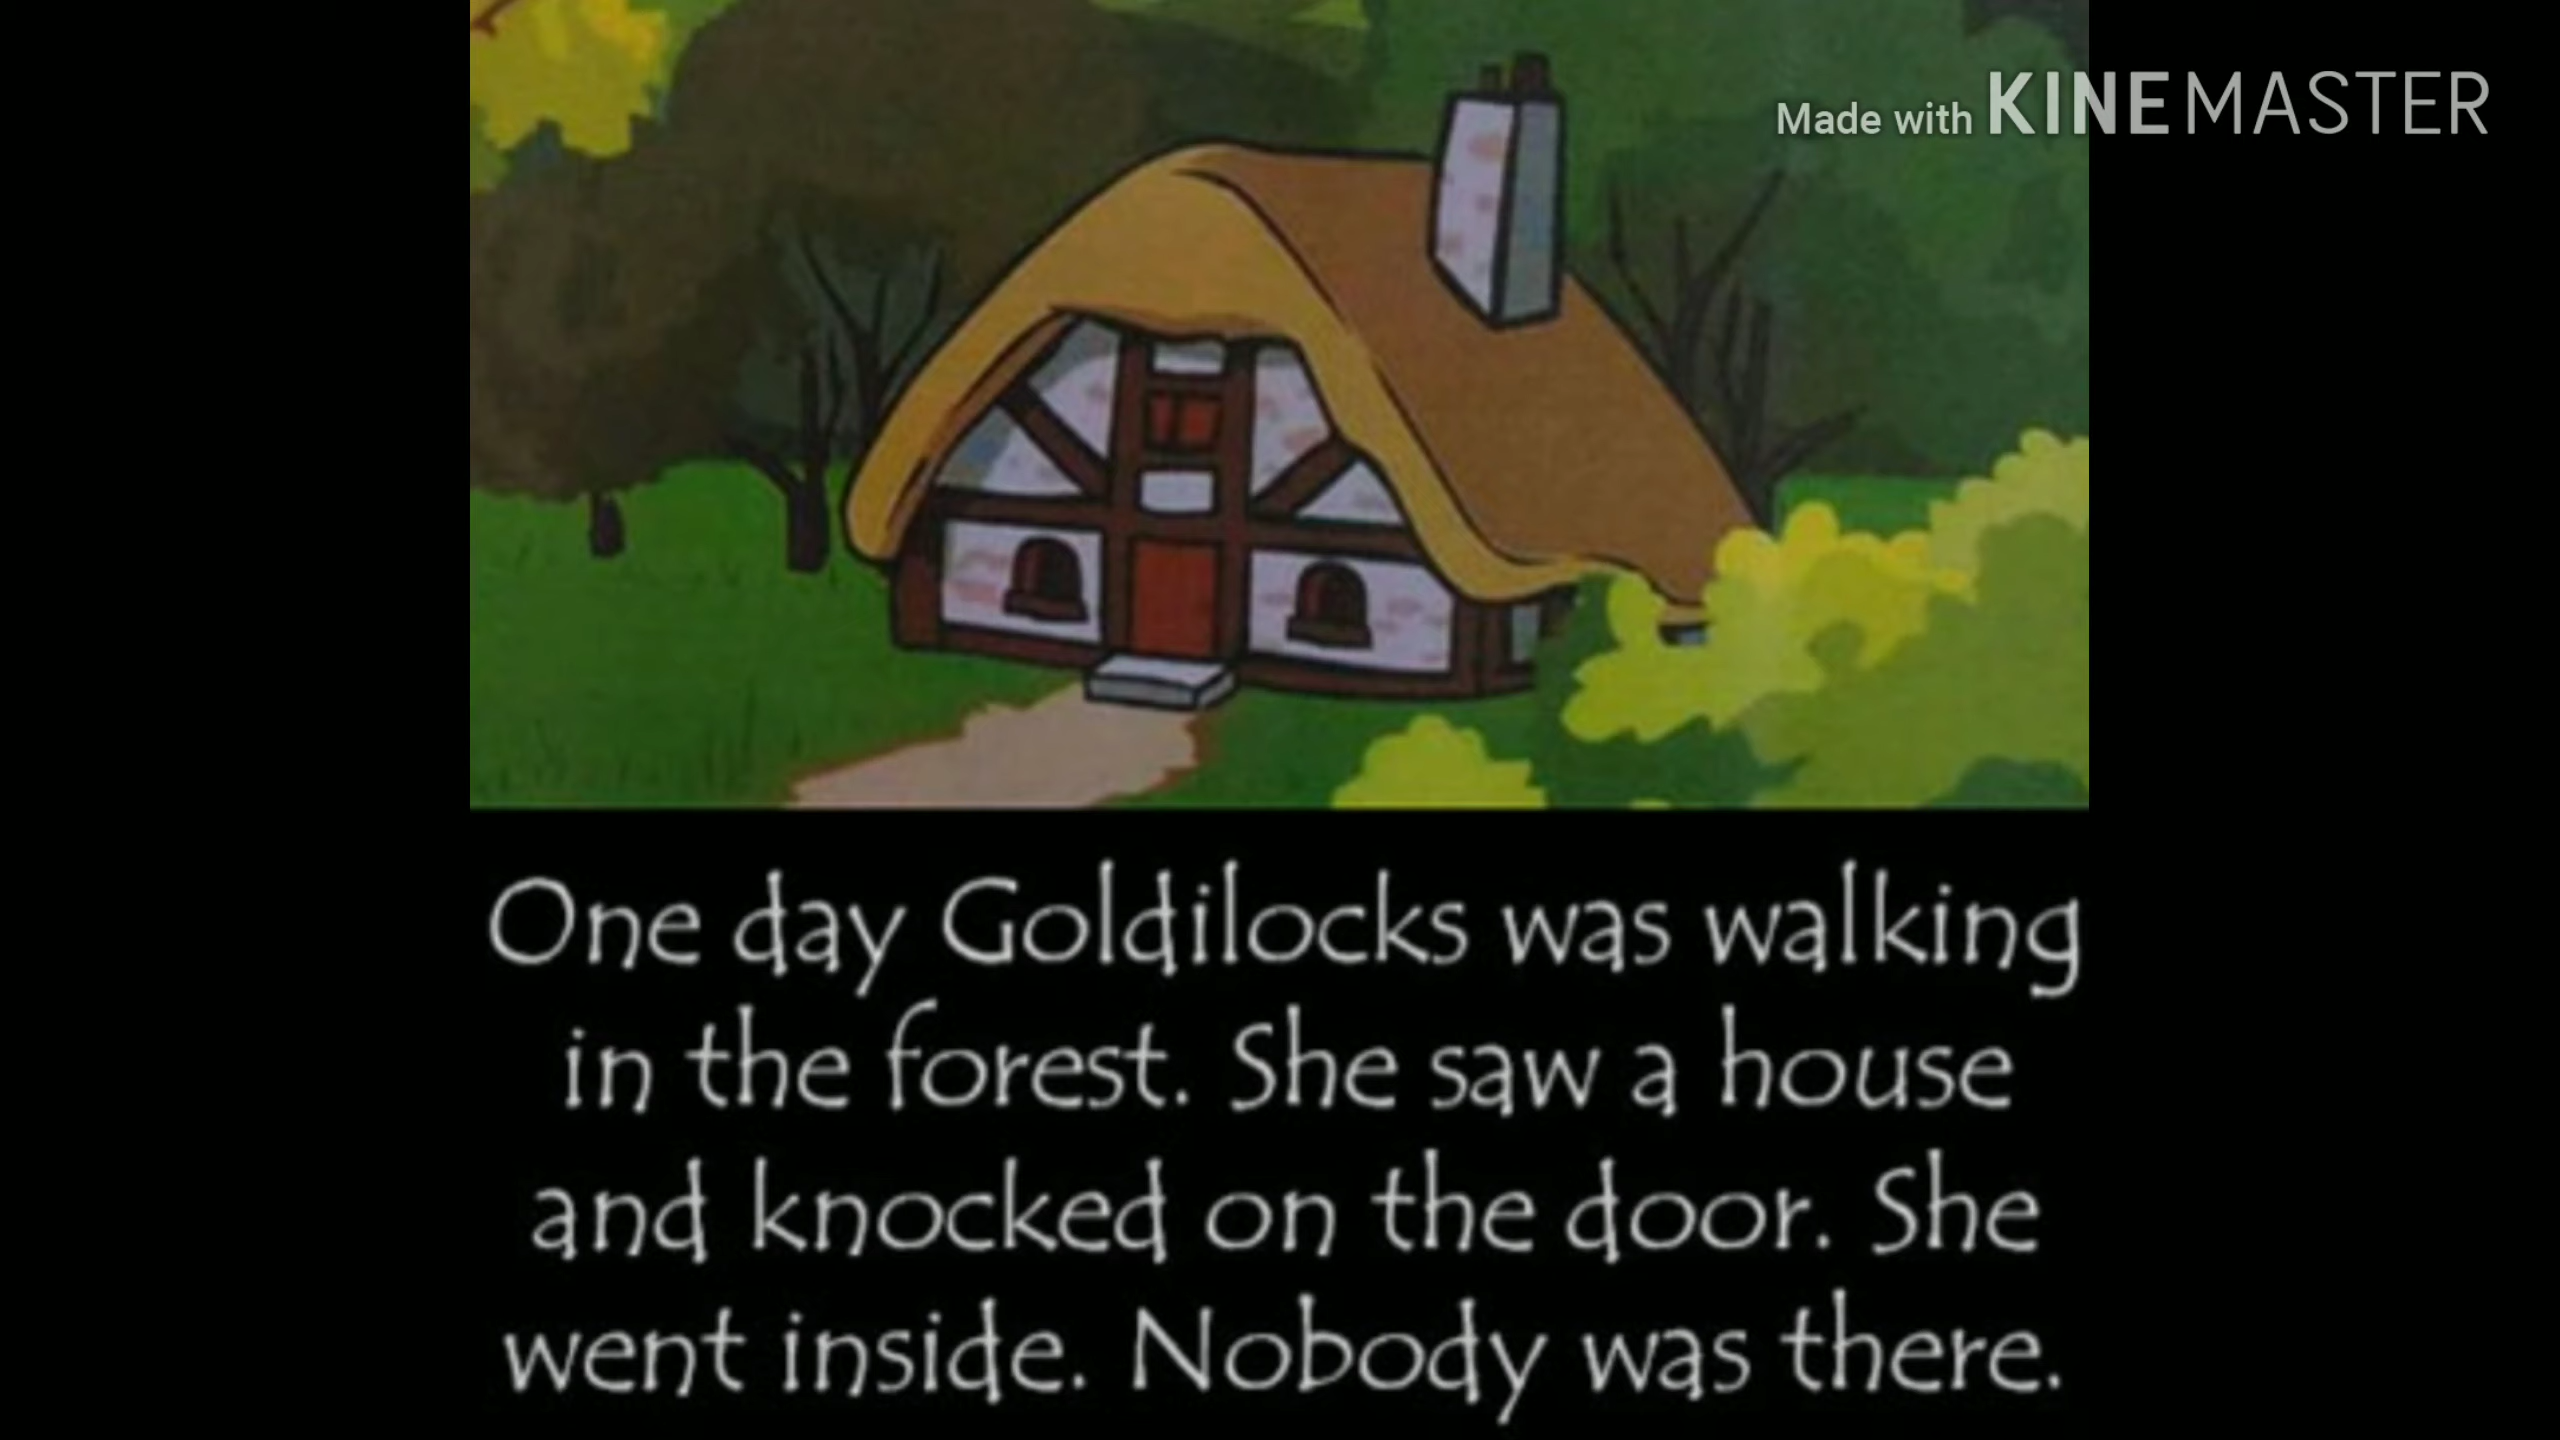 Made with KINEMASTER
One day Goldilocks was walking
in the forest. She saw a house
and knocked on the door. She
went inside. Nobody was there.